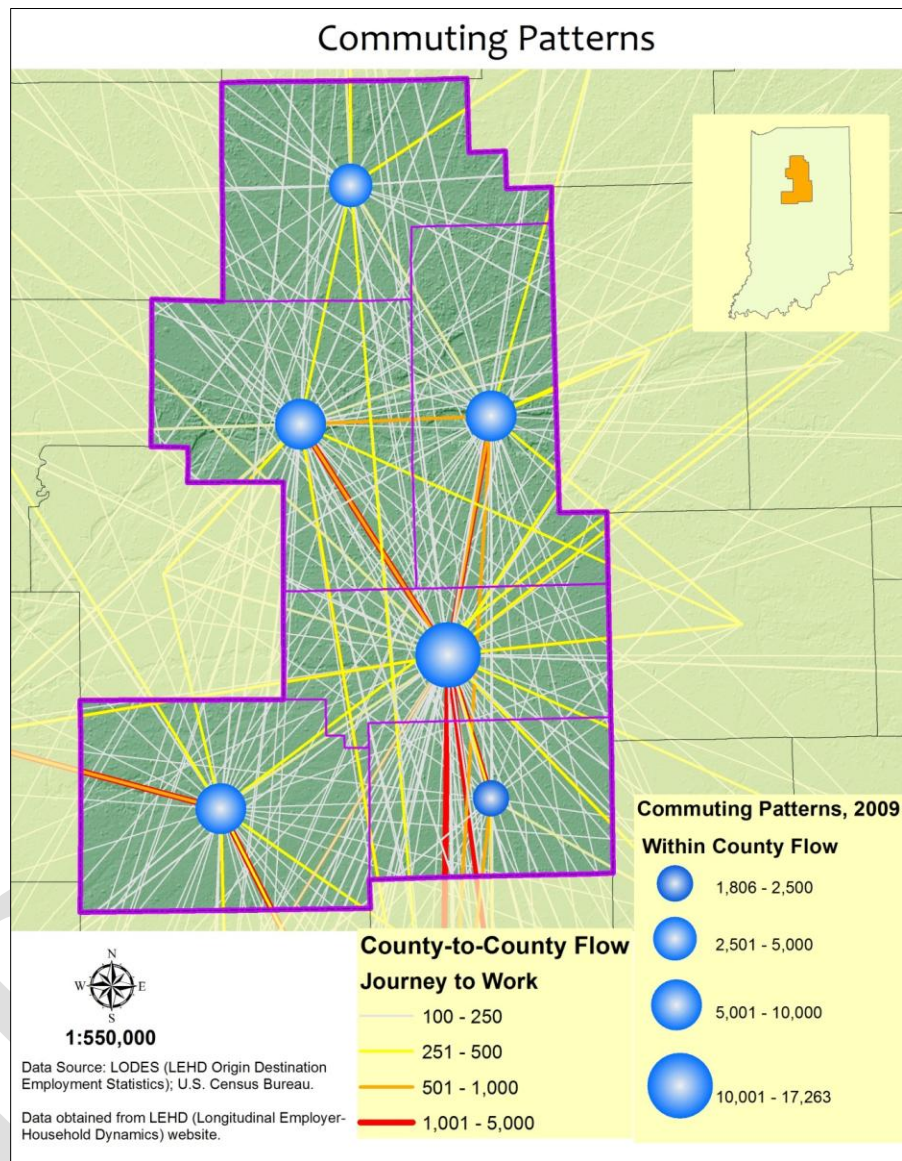 Commuting Patterns
Commuting Patterns, 2009
Within County Flow
1,806 - 2,500
2,501 - 5,000
5,001 - 10,000
10,001 - 17,263
County-to-County Flow
Journey to Work
100 - 250
251 - 500
501 - 1,000
1,001 - 5,000
N
W E
S
1:550,000
Data Source: LODES (LEHD Origin Destination
Employment Statistics); U.S. Census Bureau.
Data obtained from LEHD (Longitudinal Employer-
Household Dynamics) website.